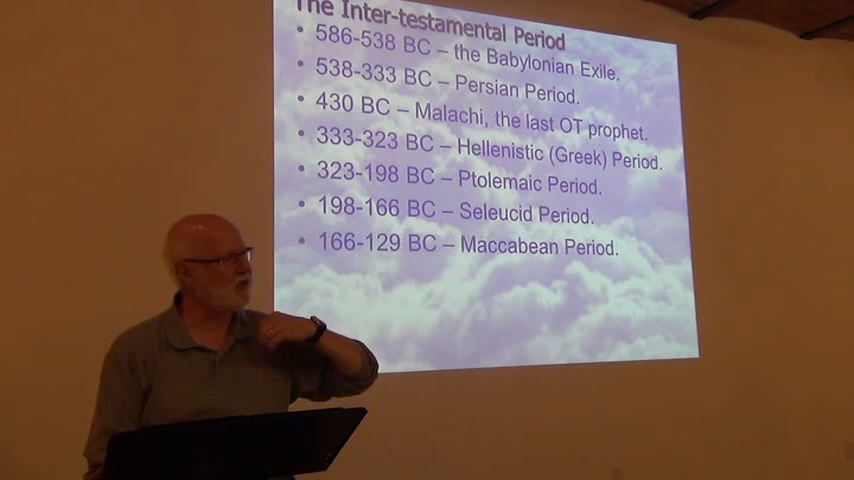 The Inter-testamental Period
• 586-538 BC – the Babylonian Exile.
• 538-333 BC – Persian Period.
• 430 BC – Malachi, the last OT prophet.
• 333-323 BC – Hellenistic (Greek) Period.
• 323-198 BC – Ptolemaic Period.
• 198-166 BC – Seleucid Period.
• 166-129 BC – Maccabean Period.